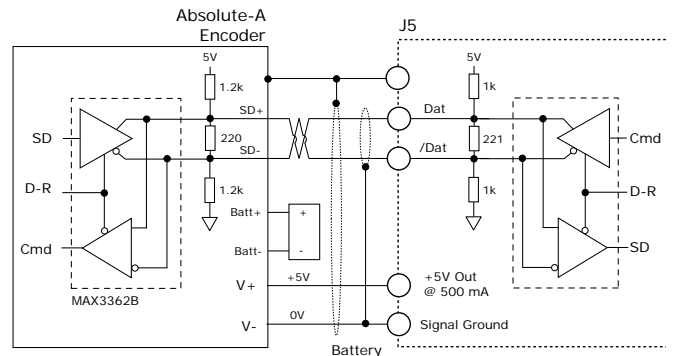 Absolute-A
Encoder
J5
5V
1.2k
SD+
220
SD-
1.2k
SD
D-R
Cmd
MAX3362B
Batt+
+
Batt-
-
V+
+5V
V-
0V
Battery
5V
1k
Dat
221
/Dat
1k
Cmd
D-R
SD
+5V Out
@ 500 mA
Signal Ground